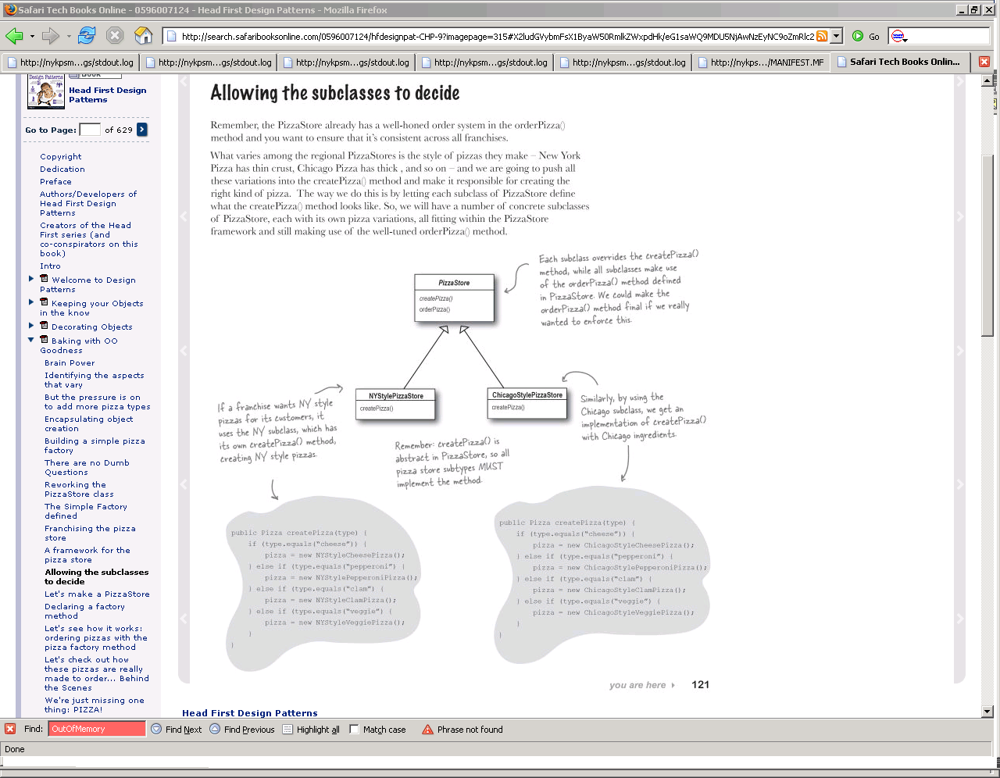 Safari Tech Books Online - 0596007124 - Head First Design Patterns - Mozilla Firefox
http://search.safaribooksonline.com/0596007124/hfdesignpat-CHP-9?imagepage=315#X2ludGVybmFsX1ByaW50RmlkZWxpdHk/eG1saWQ9MDU5NjAwNzEyNC9oZmRlc2
Go
http://nykpsm...gs/stdout.log
http://nykpsm...gs/stdout.log
http://nykpsm...gs/stdout.log
http://nykpsm...gs/stdout.log
http://nykpsm...gs/stdout.log
http://nykps.../MANIFEST.MF
Safari Tech Books Onlin...
Design Patterns
Book
Head First Design
Patterns
Go to Page:
of 629
Copyright
Dedication
Preface
Authors/Developers of
Head First Design
Patterns
Creators of the Head
First series (and
co-conspirators on this
book)
Intro
Welcome to Design
Patterns
Keeping your Objects
in the know
Decorating Objects
Baking with OO
Goodness
Brain Power
Identifying the aspects
that vary
But the pressure is on
to add more pizza types
Encapsulating object
creation
Building a simple pizza
factory
There are no Dumb
Questions
Reworking the
PizzaStore class
The Simple Factory
defined
Franchising the pizza
store
A framework for the
pizza store
Allowing the subclasses
to decide
Let's make a PizzaStore
Declaring a factory
method
Let's see how it works:
ordering pizzas with the
pizza factory method
Let's check out how
these pizzas are really
made to order... Behind
the Scenes
We're just missing one
thing: PIZZA!
Allowing the subclasses to decide
Remember, the PizzaStore already has a well-honed order system in the orderPizza()
method and you want to ensure that it's consistent across all franchises.
What varies among the regional PizzaStores is the style of pizzas they make – New York
Pizza has thin crust, Chicago Pizza has thick , and so on – and we are going to push all
these variations into the createPizza() method and make it responsible for creating the
right kind of pizza. The way we do this is by letting each subclass of PizzaStore define
what the createPizza() method looks like. So, we will have a number of concrete subclasses
of PizzaStore, each with its own pizza variations, all fitting within the PizzaStore
framework and still making use of the well-tuned orderPizza() method.
PizzaStore
createPizza()
orderPizza()
Each subclass overrides the createPizza()
method, while all subclasses make use
of the orderPizza() method defined
in PizzaStore. We could make the
orderPizza() method final if we really
wanted to enforce this.
NYStylePizzaStore
createPizza()
ChicagoStylePizzaStore
createPizza()
If a franchise wants NY style
pizzas for its customers, it
uses the NY subclass, which has
its own createPizza() method,
creating NY style pizzas.
Remember: createPizza() is
abstract in PizzaStore, so all
pizza store subtypes MUST
implement the method.
Similarly, by using the
Chicago subclass, we get an
implementation of createPizza()
with Chicago ingredients.
public Pizza createPizza(type) {
if (type.equals("cheese")) {
pizza = new NYStyleCheesePizza();
} else if (type.equals("pepperoni") {
pizza = new NYStylePepperoniPizza();
} else if (type.equals("clam") {
pizza = new NYStyleClamPizza();
} else if (type.equals("veggie") {
pizza = new NYStyleVeggiePizza();
}
}
public Pizza createPizza(type) {
if (type.equals("cheese")) {
pizza = new ChicagoStyleCheesePizza();
} else if (type.equals("pepperoni") {
pizza = new ChicagoStylePepperoniPizza();
} else if (type.equals("clam") {
pizza = new ChicagoStyleClamPizza();
} else if (type.equals("veggie") {
pizza = new ChicagoStyleVeggiePizza();
}
}
you are here 121
Head First Design Patterns
Find: OutOfMemory Find Next Find Previous Highlight all Match case Phrase not found
Done